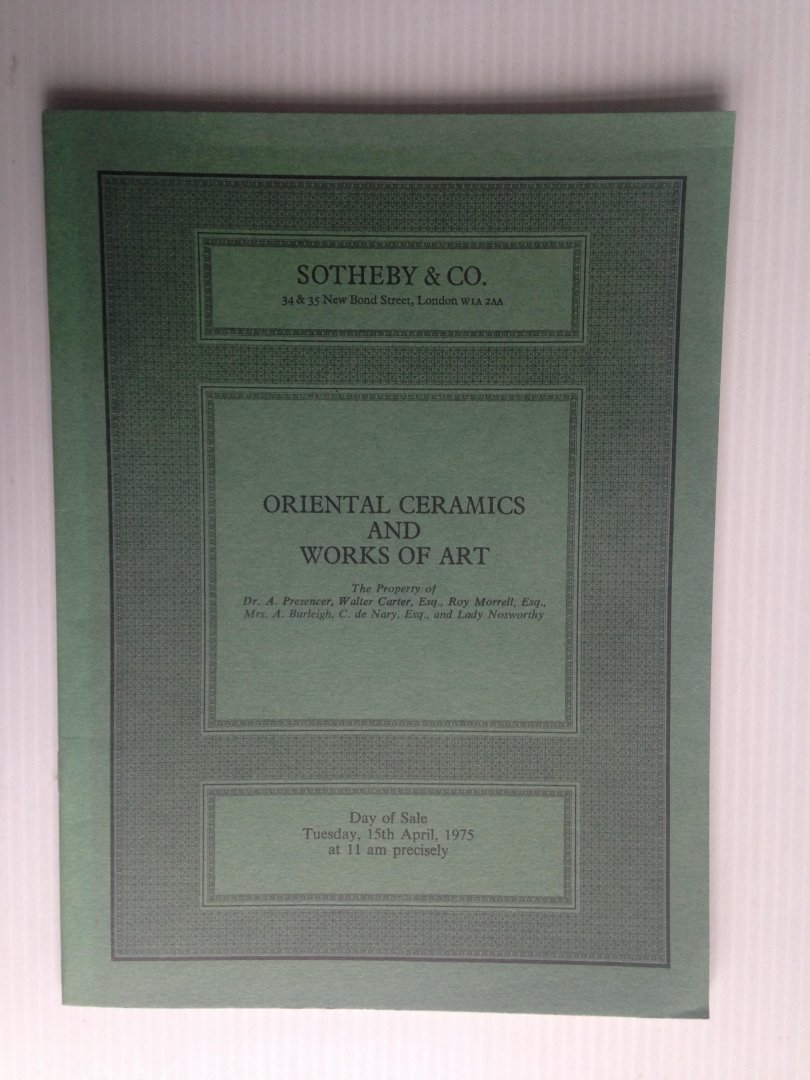 SOTHEBY & CO.
34 & 35 New Bond Street, London W1A 2AA
ORIENTAL CERAMICS
AND
WORKS OF ART
The Property of
Dr. A. Presencer, Walter Carter, Esq., Roy Morrell, Esq.,
Mrs. A. Burleigh, C. de Nary, Esq., and Lady Nosworthy
Day of Sale
Tuesday, 15th April, 1975
at 11 am precisely